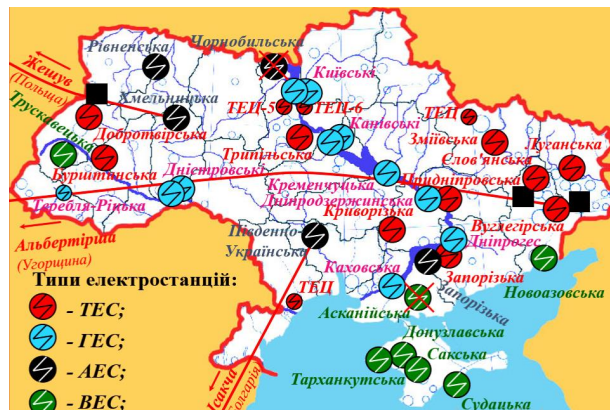 Рівненська
Чорнобильська
Жешув
(Польща)
Київські
Хмельницька
Трускавецька
ТЕЦ-5
ТЕЦ-6
ТЕЦ
Добротвірська
Канівські
Зміївська
Луганська
Слов'янська
Трипільська
Бурштинська
Дністровські
Кременчуцька
Придніпровська
Дніпродзержинська
Теребля-Ріцька
Криворізька
Вуглегірська
Дніпрогес
Альбертірша
(Угорщина)
Південно-
Українська
Каховська
Запорізька
Новоазовська
Типи електростанцій:
ТЕЦ
Асканійська
Запорізька
- ТЕС;
Донузлавська
- ГЕС;
Сакська
Тарханкутська
- АЕС;
Ісакча
Болгарія)
Судацька
- ВЕС;